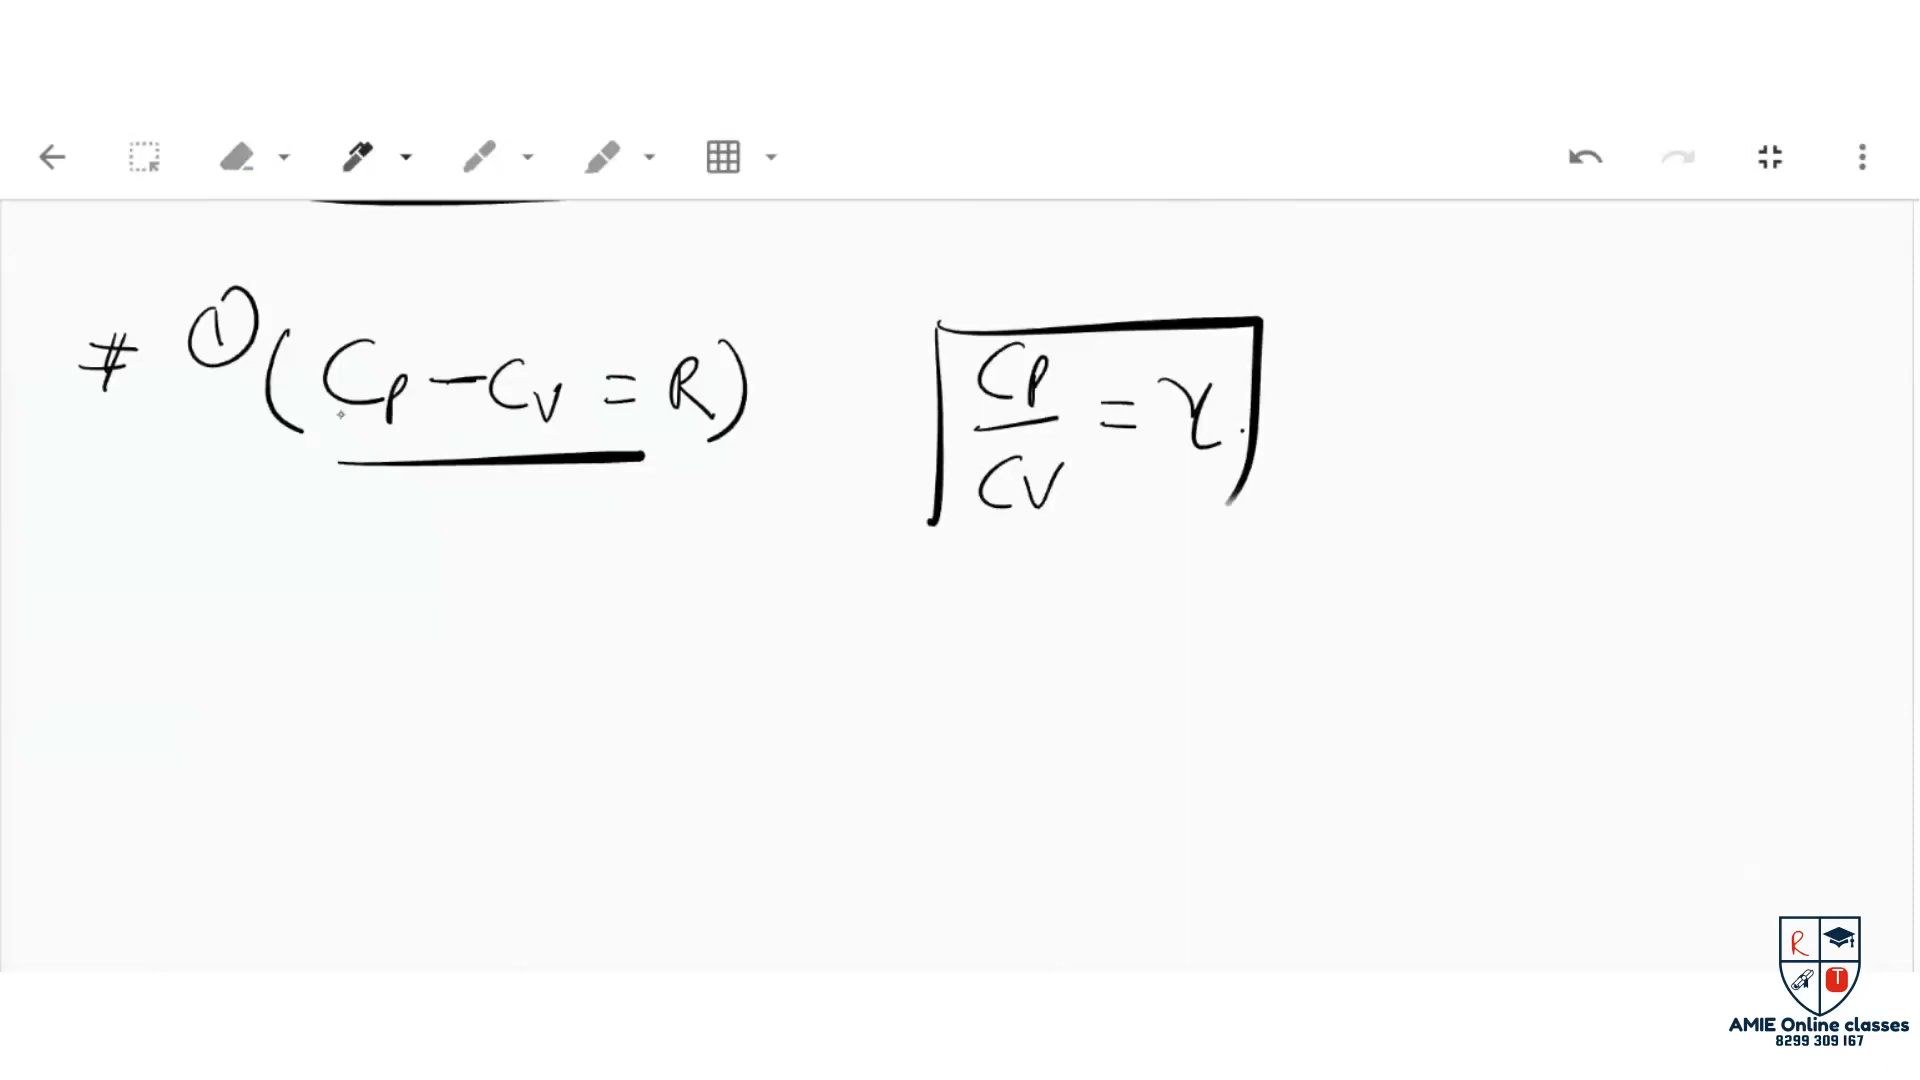 # ① (Cp − Cv = R)
Cp / Cv = γ.
R
T
AMIE Online classes
8299 309 167